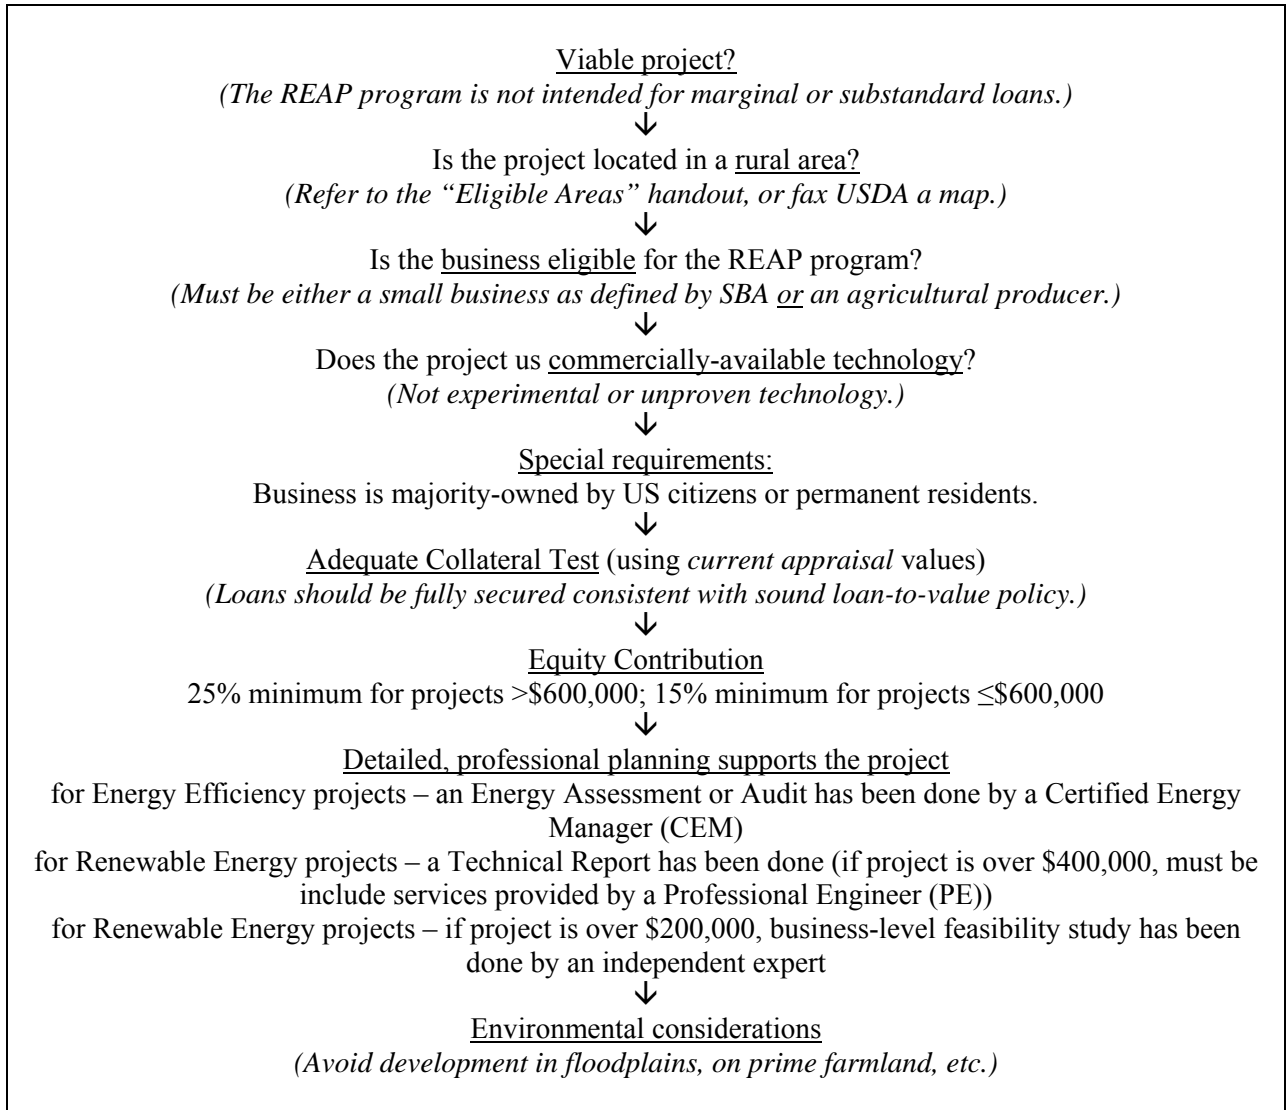 Viable project?
(The REAP program is not intended for marginal or substandard loans.)
↓
Is the project located in a rural area?
(Refer to the “Eligible Areas” handout, or fax USDA a map.)
↓
Is the business eligible for the REAP program?
(Must be either a small business as defined by SBA or an agricultural producer.)
↓
Does the project us commercially-available technology?
(Not experimental or unproven technology.)
↓
Special requirements:
Business is majority-owned by US citizens or permanent residents.
↓
Adequate Collateral Test (using current appraisal values)
(Loans should be fully secured consistent with sound loan-to-value policy.)
↓
Equity Contribution
25% minimum for projects >$600,000; 15% minimum for projects ≤$600,000
↓
Detailed, professional planning supports the project
for Energy Efficiency projects – an Energy Assessment or Audit has been done by a Certified Energy
Manager (CEM)
for Renewable Energy projects – a Technical Report has been done (if project is over $400,000, must be
include services provided by a Professional Engineer (PE))
for Renewable Energy projects – if project is over $200,000, business-level feasibility study has been
done by an independent expert
↓
Environmental considerations
(Avoid development in floodplains, on prime farmland, etc.)